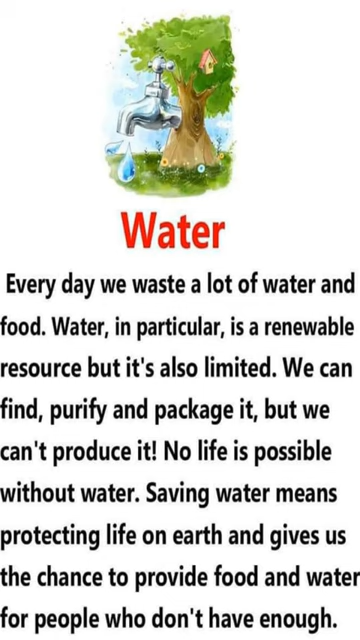 Water
Every day we waste a lot of water and
food. Water, in particular, is a renewable
resource but it's also limited. We can
find, purify and package it, but we
can't produce it! No life is possible
without water. Saving water means
protecting life on earth and gives us
the chance to provide food and water
for people who don't have enough.